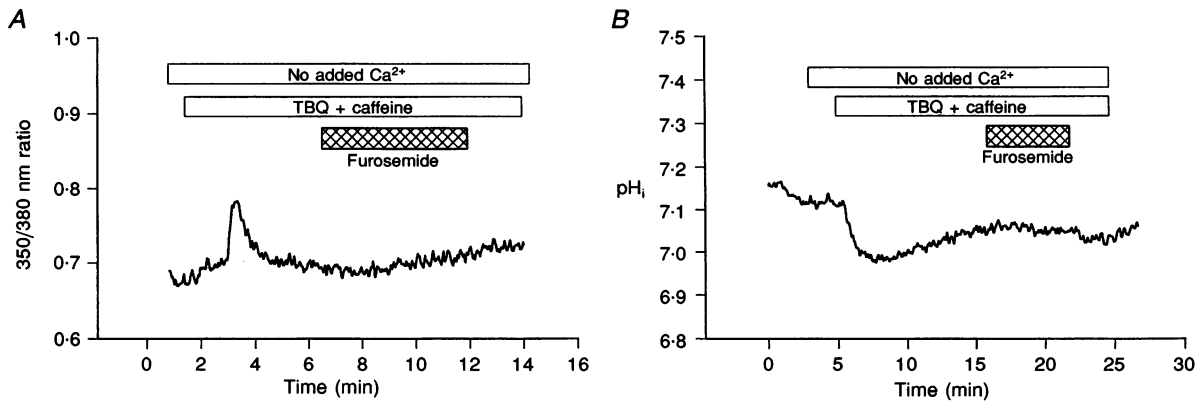 A
1·0
0·9
0·8
0·7
0·6
350/380 nm ratio
No added Ca²⁺
TBQ + caffeine
Furosemide
0 2 4 6 8 10 12 14 16
Time (min)
B
7·5
7·4
7·3
7·2
7·1
7·0
6·9
6·8
pHᵢ
No added Ca²⁺
TBQ + caffeine
Furosemide
0 5 10 15 20 25 30
Time (min)